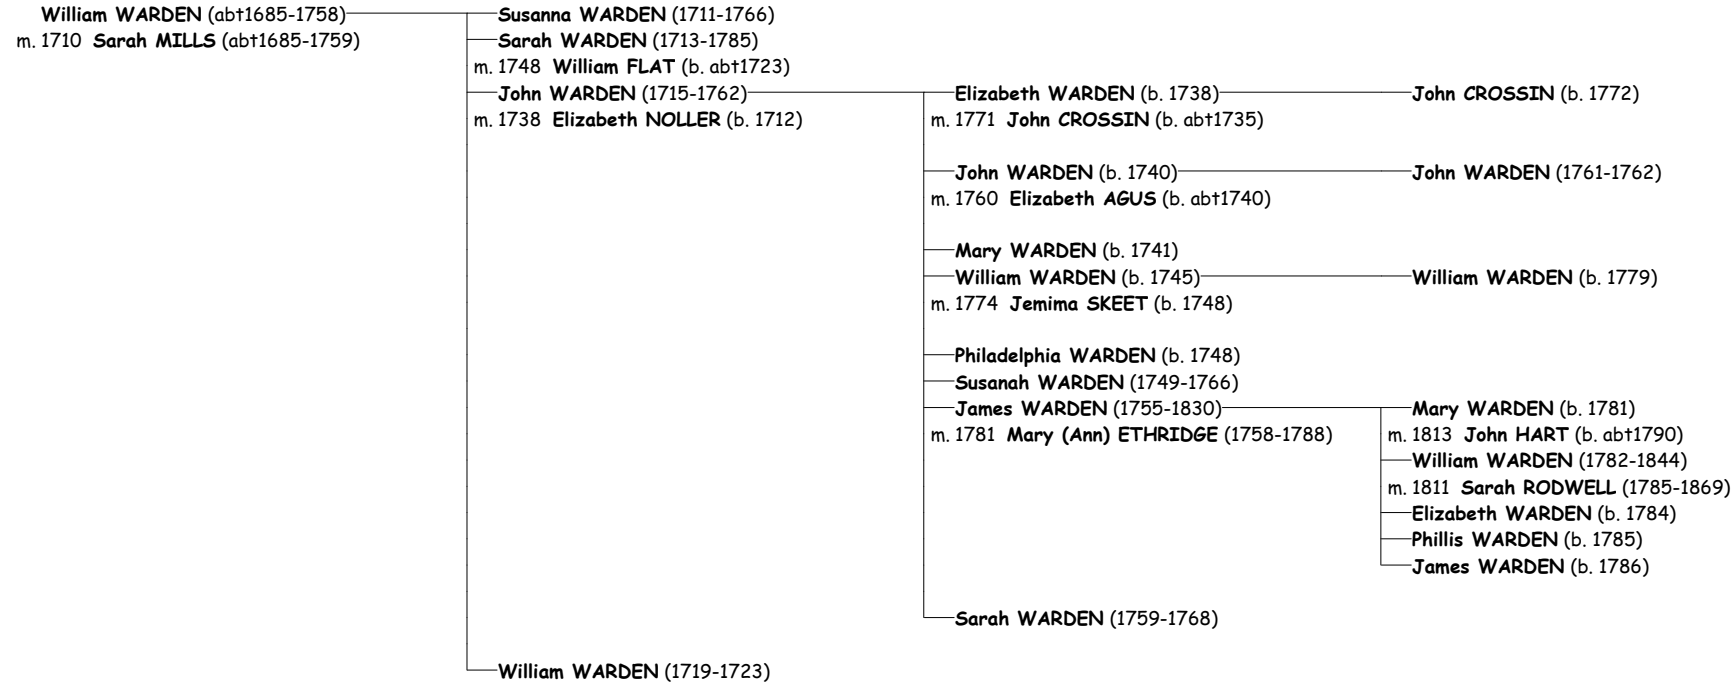 William WARDEN (abt1685-1758) Susanna WARDEN (1711-1766)
m. 1710 Sarah MILLS (abt1685-1759) Sarah WARDEN (1713-1785)
m. 1748 William FLAT (b. abt1723)
John WARDEN (1715-1762) Elizabeth WARDEN (b. 1738) John CROSSIN (b. 1772)
m. 1738 Elizabeth NOLLER (b. 1712) m. 1771 John CROSSIN (b. abt1735)
John WARDEN (b. 1740) John WARDEN (1761-1762)
m. 1760 Elizabeth AGUS (b. abt1740)
Mary WARDEN (b. 1741)
William WARDEN (b. 1745) William WARDEN (b. 1779)
m. 1774 Jemima SKEET (b. 1748)
Philadelphia WARDEN (b. 1748)
Susanah WARDEN (1749-1766)
James WARDEN (1755-1830) Mary WARDEN (b. 1781)
m. 1781 Mary (Ann) ETHRIDGE (1758-1788) m. 1813 John HART (b. abt1790)
William WARDEN (1782-1844)
m. 1811 Sarah RODWELL (1785-1869)
Elizabeth WARDEN (b. 1784)
Phillis WARDEN (b. 1785)
James WARDEN (b. 1786)
Sarah WARDEN (1759-1768)
William WARDEN (1719-1723)